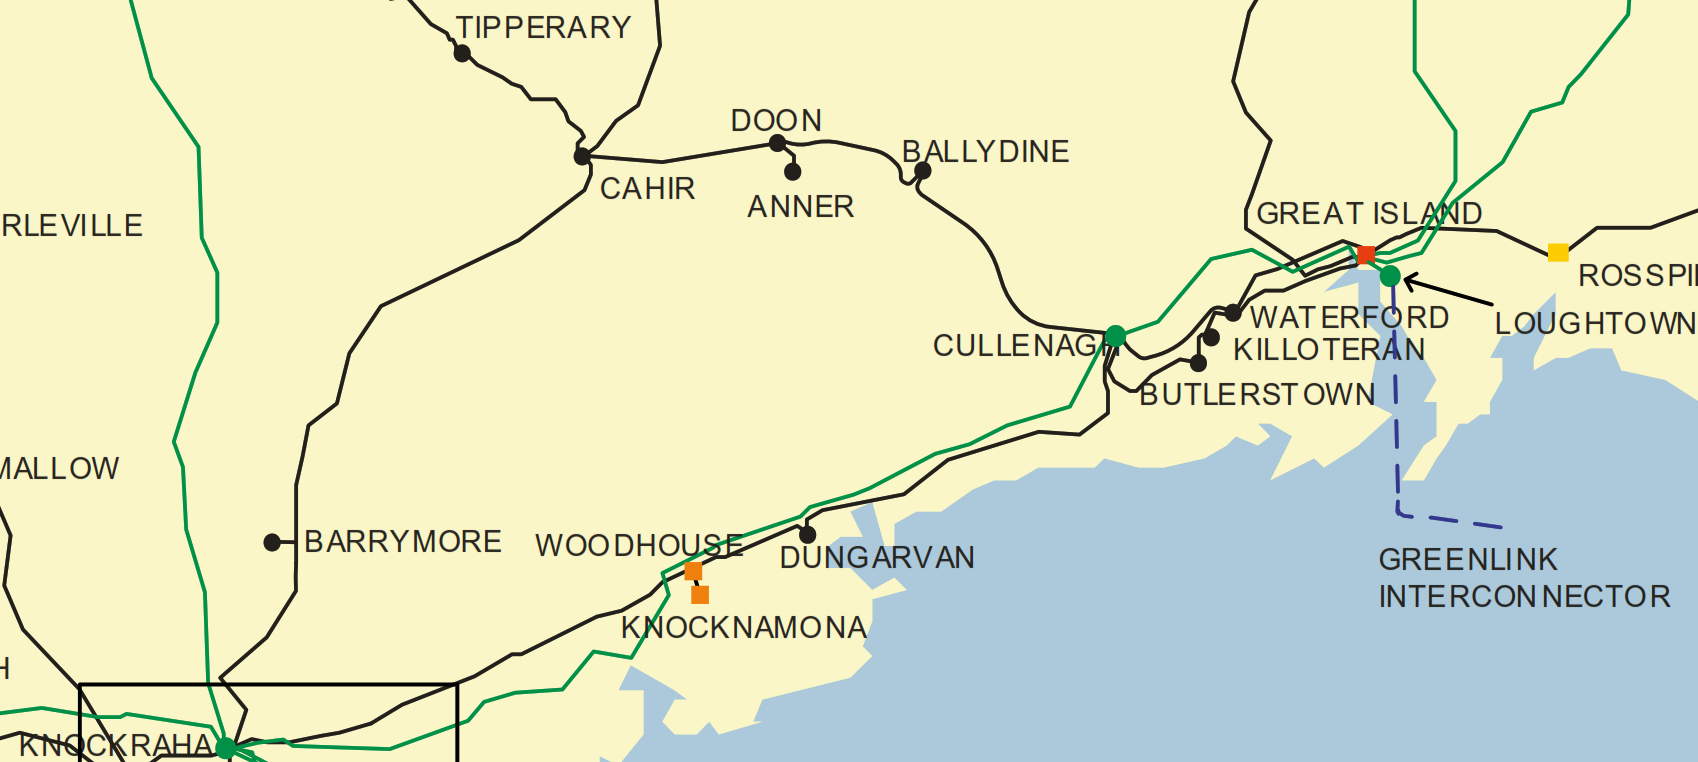 TIPPERARY
DOON
BALLYDINE
CAHIR
ANNER
RLEVILLE
GREAT ISLAND
ROSSPI
WATERFORD
LOUGHTOWN
CULLENAGH
KILLOTERAN
BUTLERSTOWN
MALLOW
BARRYMORE
WOODHOUSE
DUNGARVAN
GREENLINK
INTERCONNECTOR
KNOCKNAMONA
H
KNOCKRAHA